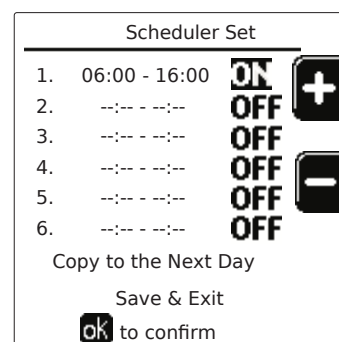 Scheduler Set
1. 06:00 - 16:00 ON
2. --:-- - --:-- OFF
3. --:-- - --:-- OFF
4. --:-- - --:-- OFF
5. --:-- - --:-- OFF
6. --:-- - --:-- OFF
+
-
Copy to the Next Day
Save & Exit
ok to confirm